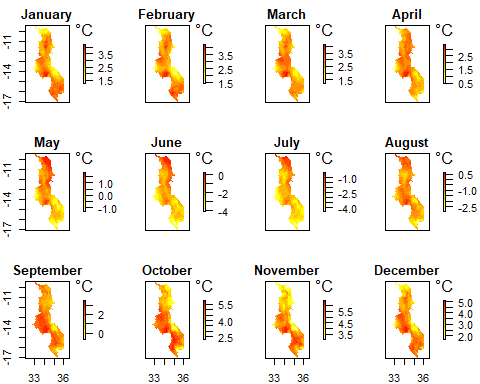 January February March April
°C °C °C °C
-11 -14 -17
3.5 2.5 1.5
3.5 2.5 1.5
3.5 2.5 1.5
2.5 0.5
May June July August
°C °C °C °C
-11 -14 -17
1.0 0.0 -1.0
0 -2 -4
-1.0 -2.5 -4.0
0.5 -1.0 -2.5
September October November December
°C °C °C °C
-11 -14 -17
2 0
5.5 4.0 2.5
5.5 4.5 3.5
5.0 4.0 3.0 2.0
33 36 33 36 33 36 33 36